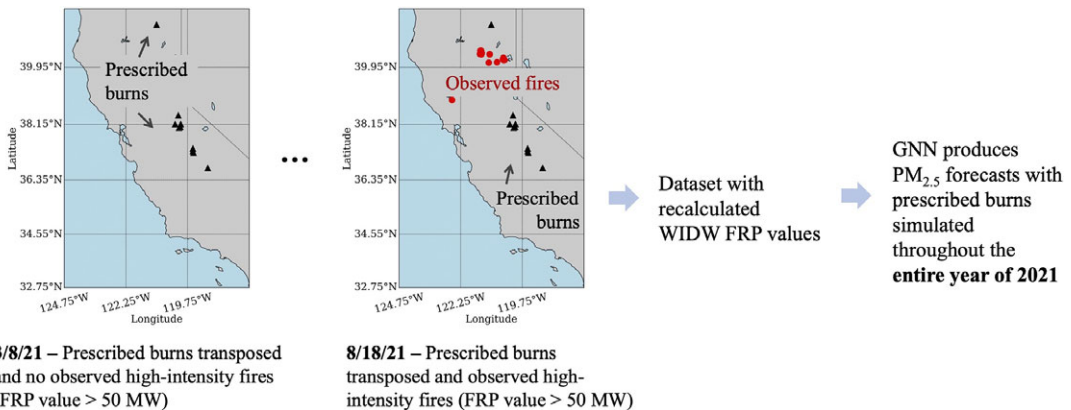 39.95°N
38.15°N
36.35°N
34.55°N
32.75°N
Latitude
124.75°W
122.25°W
119.75°W
Longitude
Prescribed
burns
...
39.95°N
38.15°N
36.35°N
34.55°N
32.75°N
Latitude
124.75°W
122.25°W
119.75°W
Longitude
Observed fires
Prescribed
burns
Dataset with
recalculated
WIDW FRP values
GNN produces
PM2.5 forecasts with
prescribed burns
simulated
throughout the
entire year of 2021
/8/21 – Prescribed burns transposed
and no observed high-intensity fires
(FRP value > 50 MW)
8/18/21 – Prescribed burns
transposed and observed high-
intensity fires (FRP value > 50 MW)